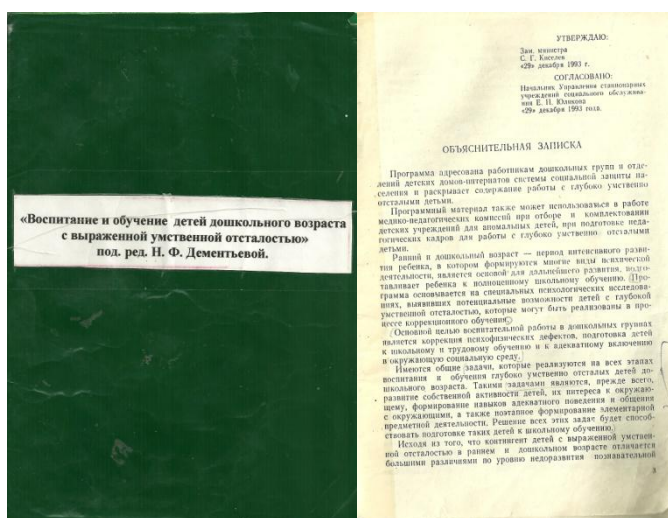 «Воспитание и обучение детей дошкольного возраста
с выраженной умственной отсталостью»
под. ред. Н. Ф. Дементьевой.
УТВЕРЖДАЮ:
Зам. министра
С. Г. Киселев
«29» декабря 1993 г.
СОГЛАСОВАНО:
Начальник Управления стационарных
учреждений социального обслужива-
ния Е. И. Юликова
«29» декабря 1993 года.
ОБЪЯСНИТЕЛЬНАЯ ЗАПИСКА
Программа адресована работникам дошкольных групп и отде-
лений детских домов-интернатов системы социальной защиты на-
селения и раскрывает содержание работы с глубоко умственно
отсталыми детьми.
Программный материал также может использоваться в работе
медико-педагогических комиссий при отборе и комплектовании
детских учреждений для аномальных детей, при подготовке педа-
гогических кадров для работы с глубоко умственно отсталыми
детьми.
Ранний и дошкольный возраст — период интенсивного разви-
тия ребенка, в котором формируются многие виды психической
деятельности, является основой для дальнейшего развития, подго-
тавливает ребенка к полноценному школьному обучению. Про-
грамма основывается на специальных психологических исследова-
ниях, выявивших потенциальные возможности детей с глубокой
умственной отсталостью, которые могут быть реализованы в про-
цессе коррекционного обучения.
Основной целью воспитательной работы в дошкольных группах
является коррекция психофизических дефектов, подготовка детей
к школьному и трудовому обучению и к адекватному включению
в окружающую социальную среду.
Имеются общие задачи, которые реализуются на всех этапах
воспитания и обучения глубоко умственно отсталых детей до-
школьного возраста. Такими задачами являются, прежде всего,
развитие собственной активности детей, их интереса к окружаю-
щему, формирование навыков адекватного поведения и общения
с окружающими, а также поэтапное формирование элементарной
предметной деятельности. Решение всех этих задач будет способ-
ствовать подготовке таких детей к школьному обучению.
Исходя из того, что контингент детей с выраженной умствен-
ной отсталостью в раннем и дошкольном возрасте отличается
большими различиями по уровню недоразвития познавательной
3